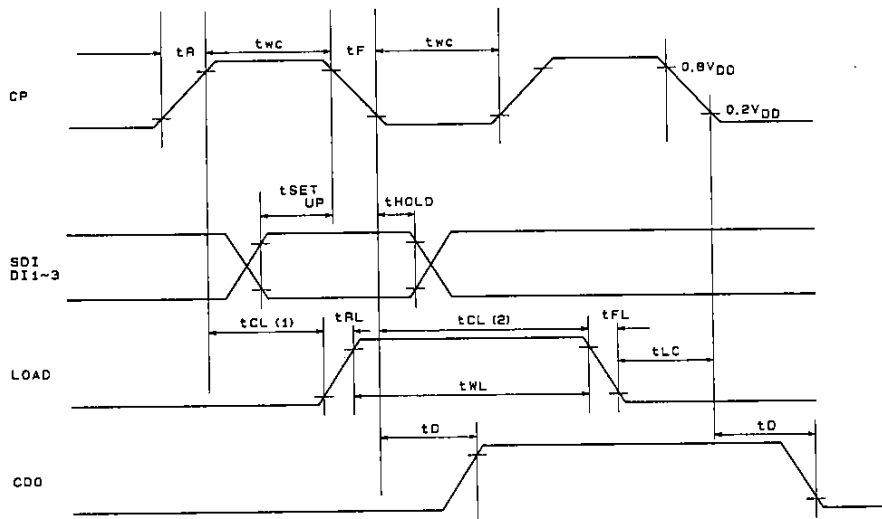 tR twc tF twc
CP
0.8VDD
0.2VDD
tSET UP
tHOLD
SDI
DI1~3
tCL (1) tRL tCL (2) tFL
tLC
LOAD
tWL
tD tD
CDO